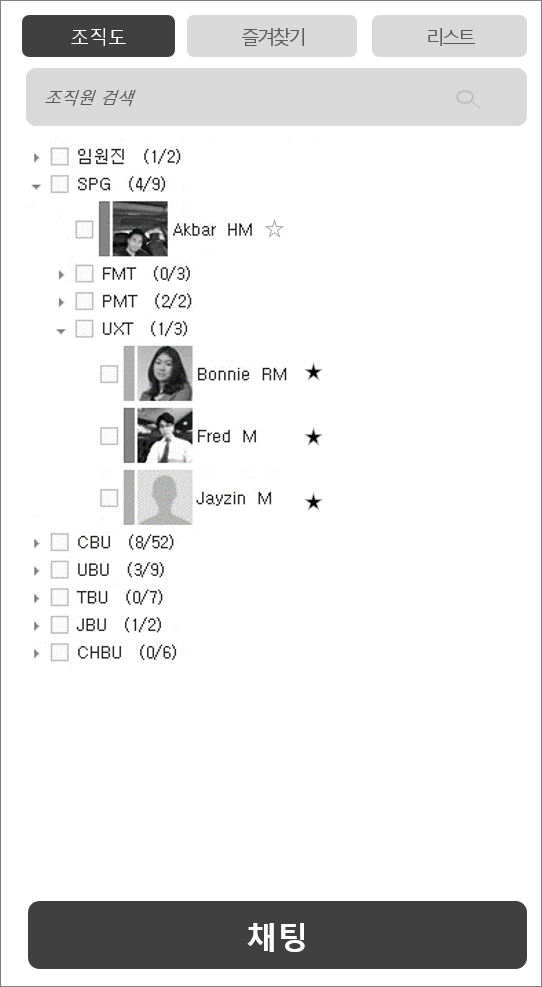 조직도 즐겨찾기 리스트
조직원 검색
임원진 (1/2)
SPG (4/9)
Akbar HM ☆
FMT (0/3)
PMT (2/2)
UXT (1/3)
Bonnie RM ★
Fred M ★
Jayzin M ★
CBU (8/52)
UBU (3/9)
TBU (0/7)
JBU (1/2)
CHBU (0/6)
채팅